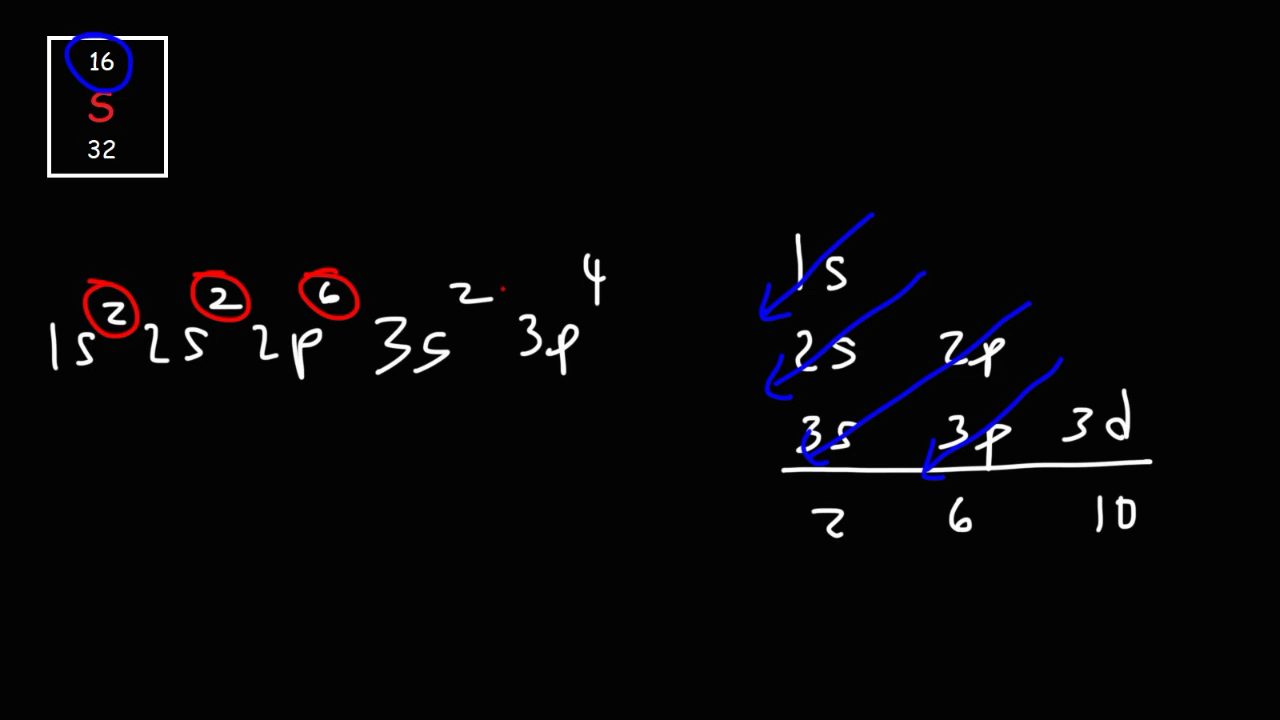 16
S
32
1s² 2s² 2p⁶ 3s² 3p⁴
1s
2s 2p
3s 3p 3d
2 6 10